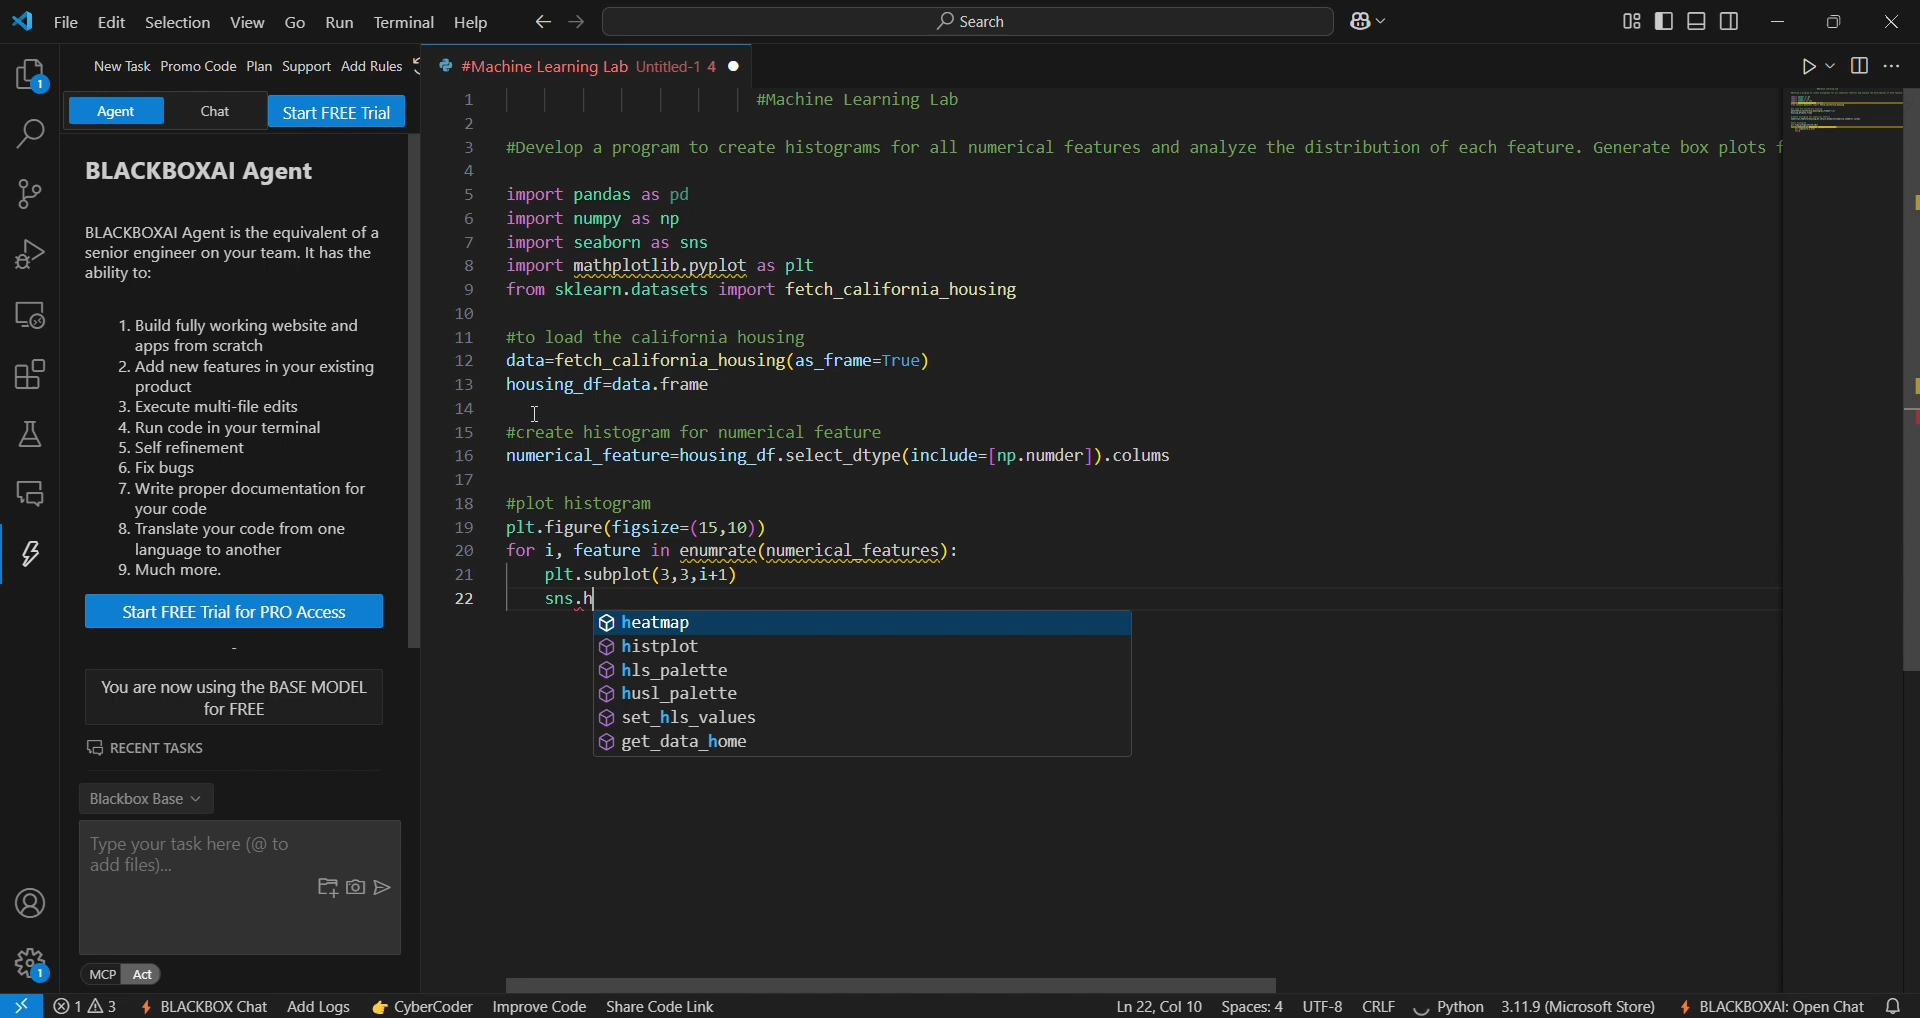 File Edit Selection View Go Run Terminal Help
Search
New Task Promo Code Plan Support Add Rules
#Machine Learning Lab Untitled-1 4
Agent Chat Start FREE Trial
BLACKBOXAI Agent
BLACKBOXAI Agent is the equivalent of a
senior engineer on your team. It has the
ability to:
1. Build fully working website and
apps from scratch
2. Add new features in your existing
product
3. Execute multi-file edits
4. Run code in your terminal
5. Self refinement
6. Fix bugs
7. Write proper documentation for
your code
8. Translate your code from one
language to another
9. Much more.
Start FREE Trial for PRO Access
-
You are now using the BASE MODEL
for FREE
RECENT TASKS
Blackbox Base
Type your task here (@ to
add files)...
MCP Act
1 #Machine Learning Lab
2
3 #Develop a program to create histograms for all numerical features and analyze the distribution of each feature. Generate box plots f
4
5 import pandas as pd
6 import numpy as np
7 import seaborn as sns
8 import mathplotlib.pyplot as plt
9 from sklearn.datasets import fetch_california_housing
10
11 #to load the california housing
12 data=fetch_california_housing(as_frame=True)
13 housing_df=data.frame
14
15 #create histogram for numerical feature
16 numerical_feature=housing_df.select_dtype(include=[np.numder]).colums
17
18 #plot histogram
19 plt.figure(figsize=(15,10))
20 for i, feature in enumrate(numerical_features):
21 plt.subplot(3,3,i+1)
22 sns.h
heatmap
histplot
hls_palette
husl_palette
set_hls_values
get_data_home
1
1
1 3 BLACKBOX Chat Add Logs 👉 CyberCoder Improve Code Share Code Link Ln 22, Col 10 Spaces: 4 UTF-8 CRLF Python 3.11.9 (Microsoft Store) BLACKBOXAI: Open Chat